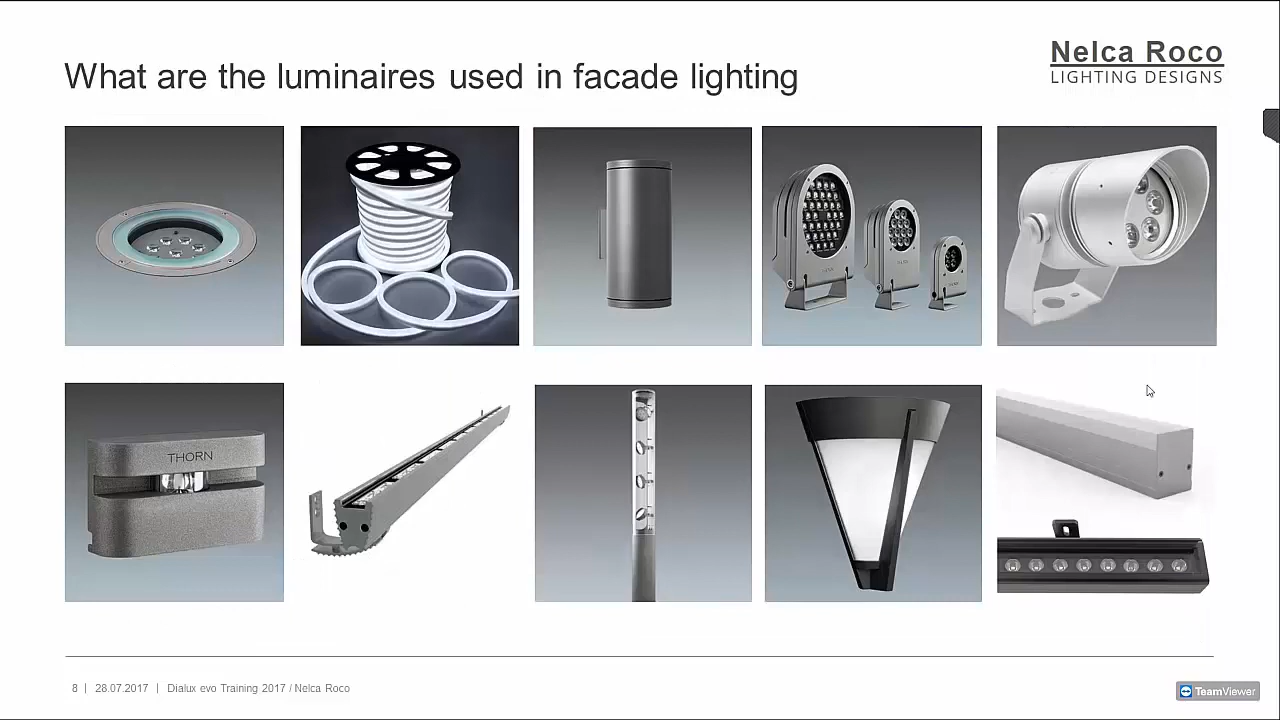 What are the luminaires used in facade lighting
Nelca Roco
LIGHTING DESIGNS
THORN
8 | 28.07.2017 | Dialux evo Training 2017 / Nelca Roco
TeamViewer